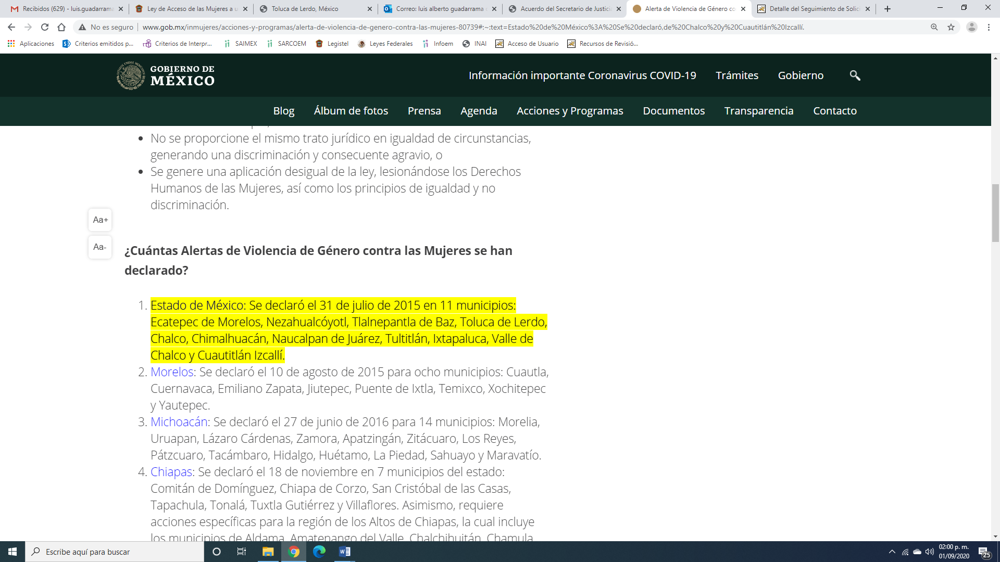 Recibidos (629) - luis.guadarrama
Ley de Acceso de las Mujeres a u
Toluca de Lerdo, México
Correo: luis alberto guadarrama
Acuerdo del Secretario de Justici
Alerta de Violencia de Género co
Detalle del Seguimiento de Solici
No es seguro
www.gob.mx/inmujeres/acciones-y-programas/alerta-de-violencia-de-genero-contra-las-mujeres-80739#:~:text=Estado%20de%20México%3A%20Se%20declaró,de%20Chalco%20y%20Cuautitlán%20Izcallí.
Aplicaciones
Criterios emitidos p...
Criterios de Interpr...
SAIMEX
SARCOEM
Legistel
Leyes Federales
Infoem
INAI
Acceso de Usuario
Recursos de Revisió...
GOBIERNO DE
MÉXICO
Información importante Coronavirus COVID-19
Trámites
Gobierno
Blog
Álbum de fotos
Prensa
Agenda
Acciones y Programas
Documentos
Transparencia
Contacto
• No se proporcione el mismo trato jurídico en igualdad de circunstancias,
generando una discriminación y consecuente agravio, o
• Se genere una aplicación desigual de la ley, lesionándose los Derechos
Humanos de las Mujeres, así como los principios de igualdad y no
discriminación.
Aa+
Aa-
¿Cuántas Alertas de Violencia de Género contra las Mujeres se han
declarado?
1. Estado de México: Se declaró el 31 de julio de 2015 en 11 municipios:
Ecatepec de Morelos, Nezahualcóyotl, Tlalnepantla de Baz, Toluca de Lerdo,
Chalco, Chimalhuacán, Naucalpan de Juárez, Tultitlán, Ixtapaluca, Valle de
Chalco y Cuautitlán Izcallí.
2. Morelos: Se declaró el 10 de agosto de 2015 para ocho municipios: Cuautla,
Cuernavaca, Emiliano Zapata, Jiutepec, Puente de Ixtla, Temixco, Xochitepec
y Yautepec.
3. Michoacán: Se declaró el 27 de junio de 2016 para 14 municipios: Morelia,
Uruapan, Lázaro Cárdenas, Zamora, Apatzingán, Zitácuaro, Los Reyes,
Pátzcuaro, Tacámbaro, Hidalgo, Huétamo, La Piedad, Sahuayo y Maravatío.
4. Chiapas: Se declaró el 18 de noviembre en 7 municipios del estado:
Comitán de Domínguez, Chiapa de Corzo, San Cristóbal de las Casas,
Tapachula, Tonalá, Tuxtla Gutiérrez y Villaflores. Asimismo, requiere
acciones específicas para la región de los Altos de Chiapas, la cual incluye
los municipios de Aldama, Amatenango del Valle, Chalchihuitán, Chamula,
Escribe aquí para buscar
02:00 p. m.
01/09/2020
25